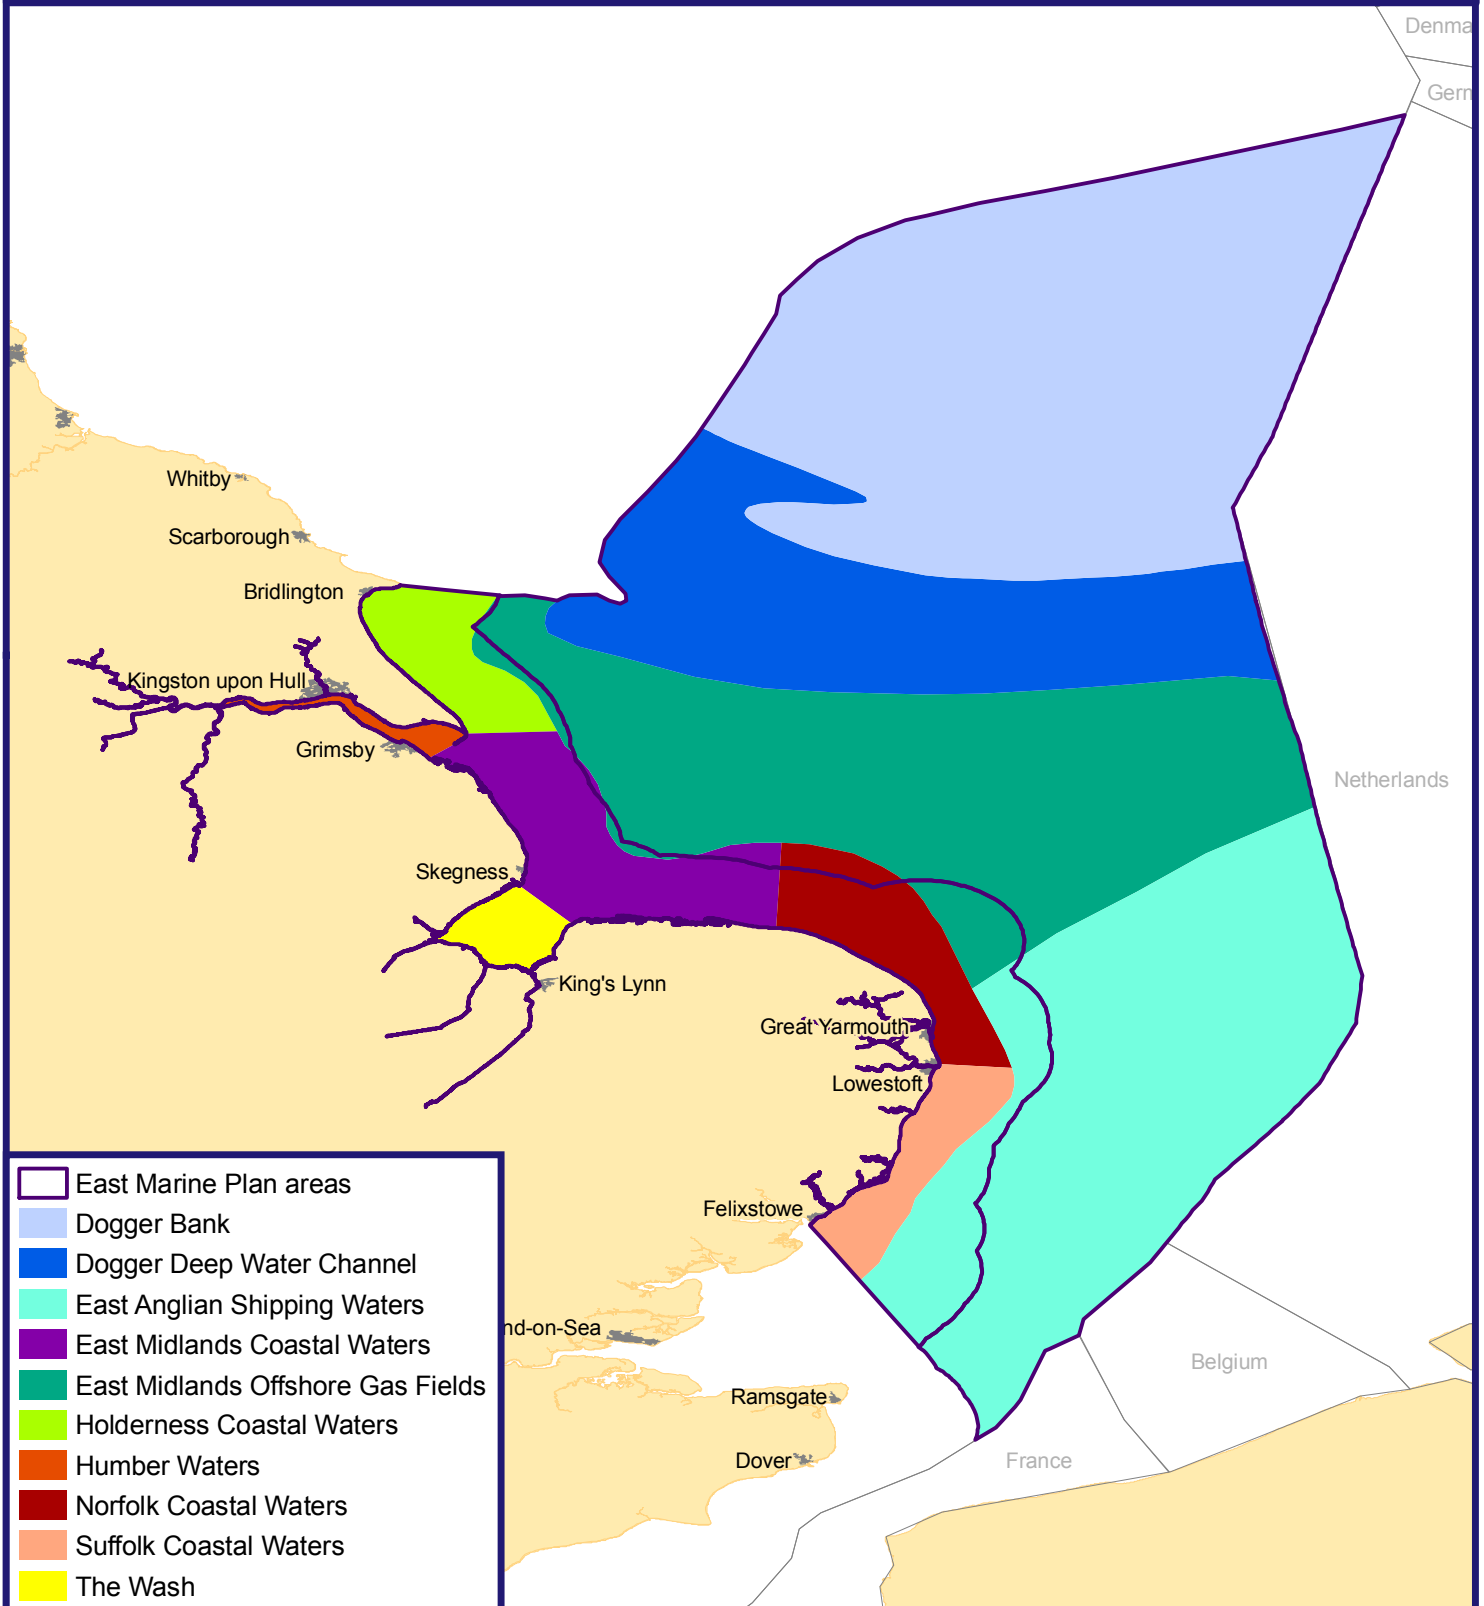 Denma
Gern
Whitby
Scarborough
Bridlington
Kingston upon Hull
Grimsby
Netherlands
Skegness
King's Lynn
Great Yarmouth
Lowestoft
Felixstowe
nd-on-Sea
Belgium
Ramsgate
Dover
France
East Marine Plan areas
Dogger Bank
Dogger Deep Water Channel
East Anglian Shipping Waters
East Midlands Coastal Waters
East Midlands Offshore Gas Fields
Holderness Coastal Waters
Humber Waters
Norfolk Coastal Waters
Suffolk Coastal Waters
The Wash